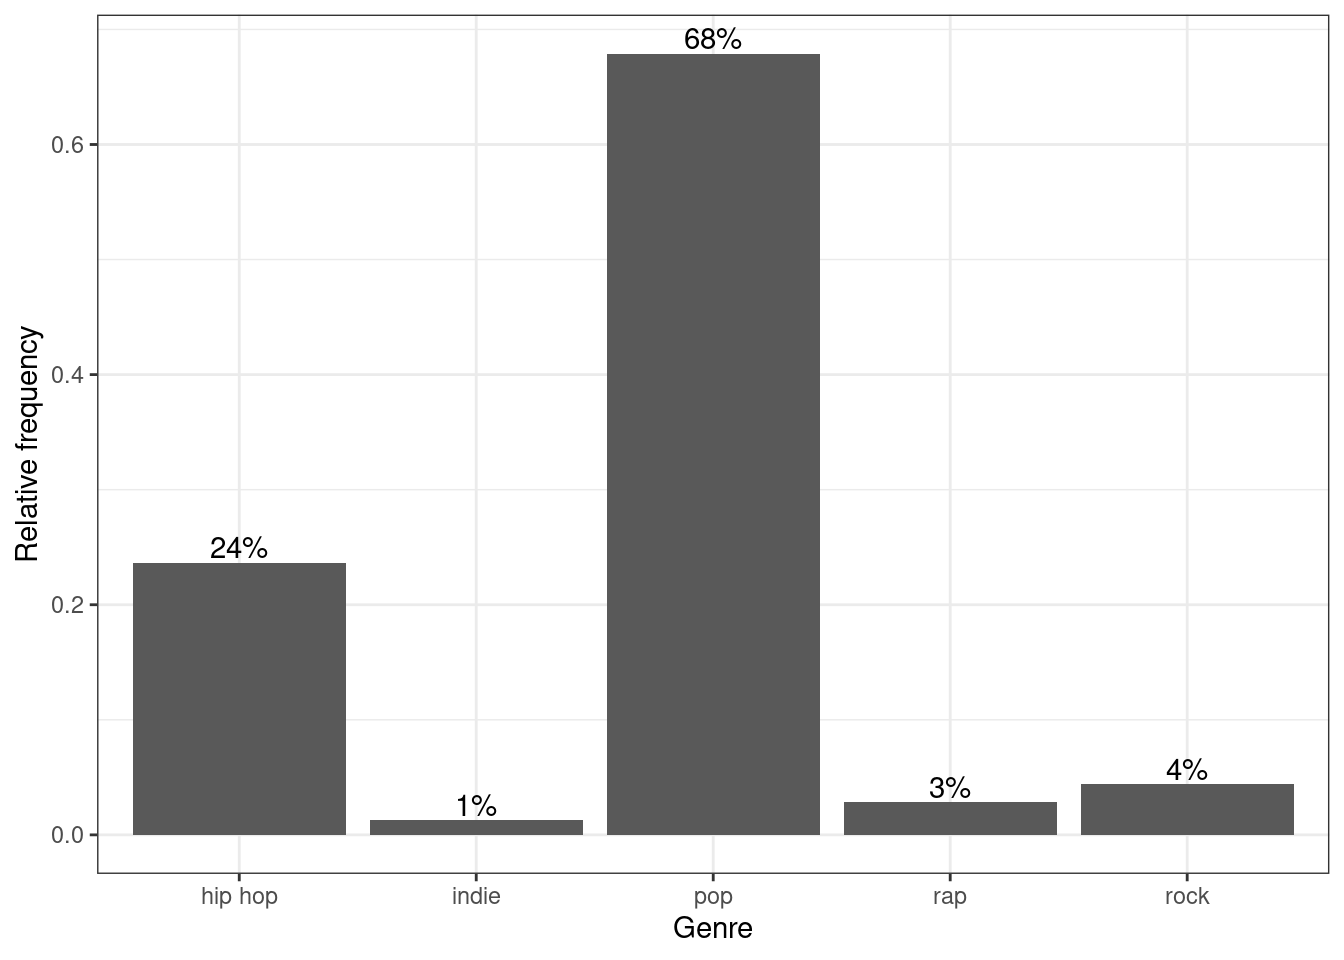 68%
0.6
0.4
Relative frequency
24%
0.2
4%
3%
1%
0.0
hip hop
indie
pop
rap
rock
Genre